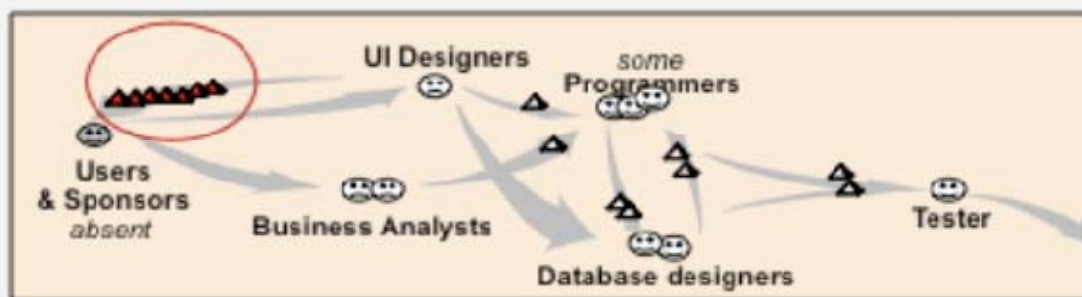 UI Designers
some
Programmers
Users
& Sponsors
absent
Business Analysts
Tester
Database designers